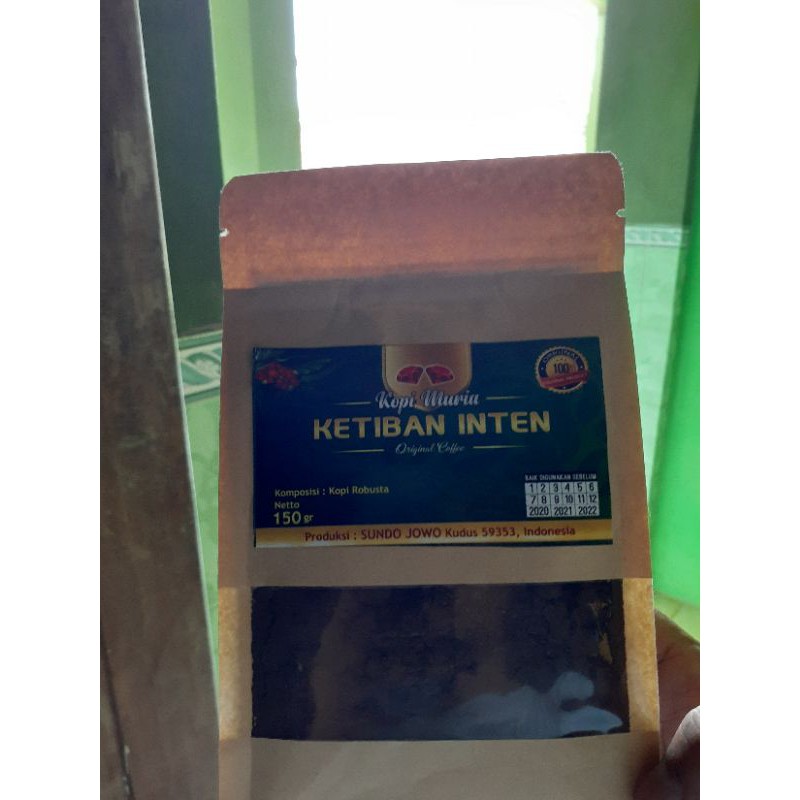 100
Kopi Muria
KETIBAN INTEN
Original Coffee
Komposisi : Kopi Robusta
Netto
150 gr
BAIK DIGUNAKAN SEBELUM
1 2 3 4 5 6
7 8 9 10 11 12
2020 2021 2022
Produksi : SUNDO JOWO Kudus 59353, Indonesia